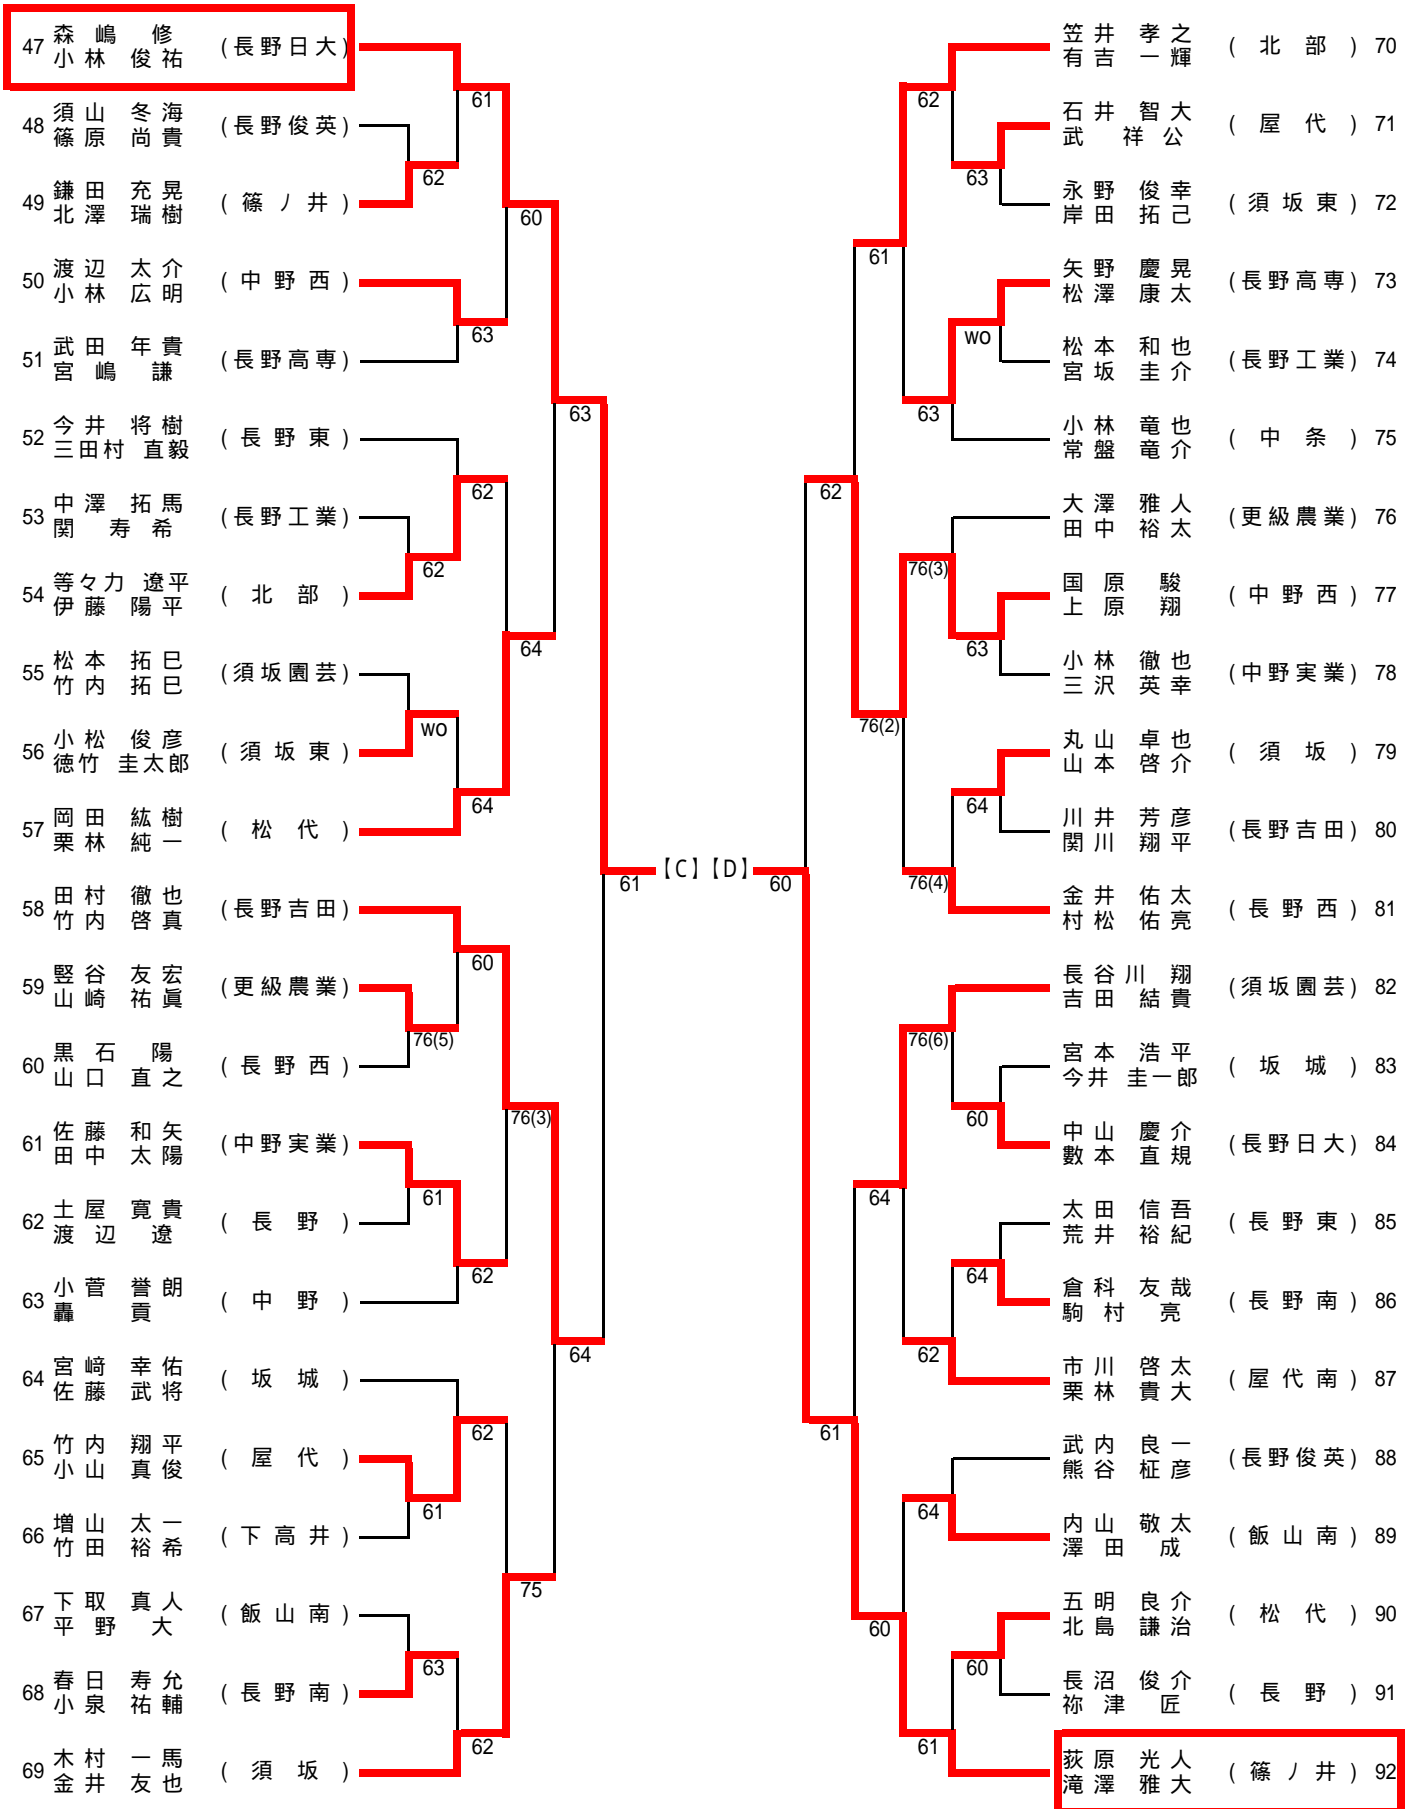 47 森嶋 修 (長野日大)
小林 俊祐
61
48 須山 冬海 (長野俊英)
篠原 尚貴
62
49 鎌田 充晃 (篠ノ井)
北澤 瑞樹
60
50 渡辺 太介 (中野西)
小林 広明
63
51 武田 年貴 (長野高専)
宮嶋 謙
63
52 今井 将樹 (長野東)
三田村 直毅
62
53 中澤 拓馬 (長野工業)
関 寿希
62
54 等々力 遼平 (北部)
伊藤 陽平
64
55 松本 拓巳 (須坂園芸)
竹内 拓巳
wo
56 小松 俊彦 (須坂東)
徳竹 圭太郎
64
57 岡田 紘樹 (松代)
栗林 純一
61 【C】【D】 60
58 田村 徹也 (長野吉田)
竹内 啓真
60
59 竪谷 友宏 (更級農業)
山崎 祐眞
76(5)
60 黒石 陽 (長野西)
山口 直之
76(3)
61 佐藤 和矢 (中野実業)
田中 太陽
61
62 土屋 寛貴 (長野)
渡辺 遼
62
63 小菅 誉朗 (中野)
轟 貢
64
64 宮﨑 幸佑 (坂城)
佐藤 武将
62
65 竹内 翔平 (屋代)
小山 真俊
61
66 増山 太一 (下高井)
竹田 裕希
75
67 下取 真人 (飯山南)
平野 大
63
68 春日 寿允 (長野南)
小泉 祐輔
62
69 木村 一馬 (須坂)
金井 友也
笠井 孝之 (北部) 70
有吉 一輝
62
石井 智大 (屋代) 71
武 祥公
63
永野 俊幸 (須坂東) 72
岸田 拓己
61
矢野 慶晃 (長野高専) 73
松澤 康太
wo
松本 和也 (長野工業) 74
宮坂 圭介
63
小林 竜也 (中条) 75
常盤 竜介
62
大澤 雅人 (更級農業) 76
田中 裕太
76(3)
国原 駿 (中野西) 77
上原 翔
63
小林 徹也 (中野実業) 78
三沢 英幸
76(2)
丸山 卓也 (須坂) 79
山本 啓介
64
川井 芳彦 (長野吉田) 80
関川 翔平
76(4)
金井 佑太 (長野西) 81
村松 佑亮
長谷川 翔 (須坂園芸) 82
吉田 結貴
76(6)
宮本 浩平 (坂城) 83
今井 圭一郎
60
中山 慶介 (長野日大) 84
數本 直規
64
太田 信吾 (長野東) 85
荒井 裕紀
64
倉科 友哉 (長野南) 86
駒村 亮
62
市川 啓太 (屋代南) 87
栗林 貴大
61
武内 良一 (長野俊英) 88
熊谷 柾彦
64
内山 敬太 (飯山南) 89
澤田 成
60
五明 良介 (松代) 90
北島 謙治
60
長沼 俊介 (長野) 91
祢津 匠
61
荻原 光人 (篠ノ井) 92
滝澤 雅大